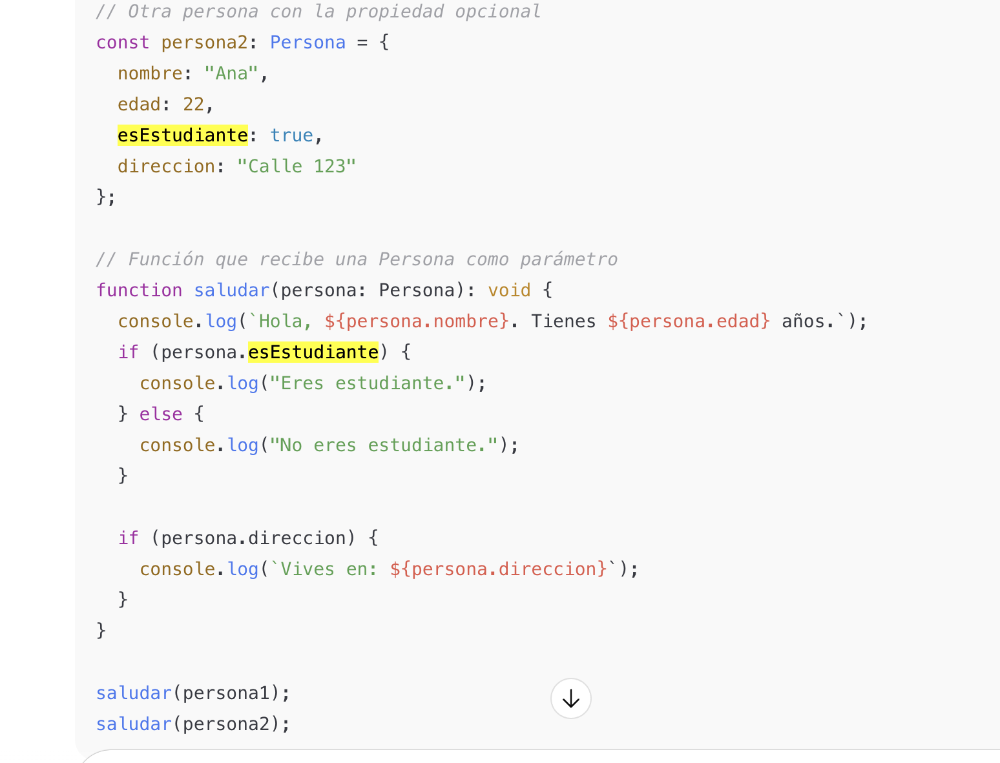 // Otra persona con la propiedad opcional
const persona2: Persona = {
  nombre: "Ana",
  edad: 22,
  esEstudiante: true,
  direccion: "Calle 123"
};

// Función que recibe una Persona como parámetro
function saludar(persona: Persona): void {
  console.log(`Hola, ${persona.nombre}. Tienes ${persona.edad} años.`);
  if (persona.esEstudiante) {
    console.log("Eres estudiante.");
  } else {
    console.log("No eres estudiante.");
  }

  if (persona.direccion) {
    console.log(`Vives en: ${persona.direccion}`);
  }
}

saludar(persona1);
saludar(persona2);